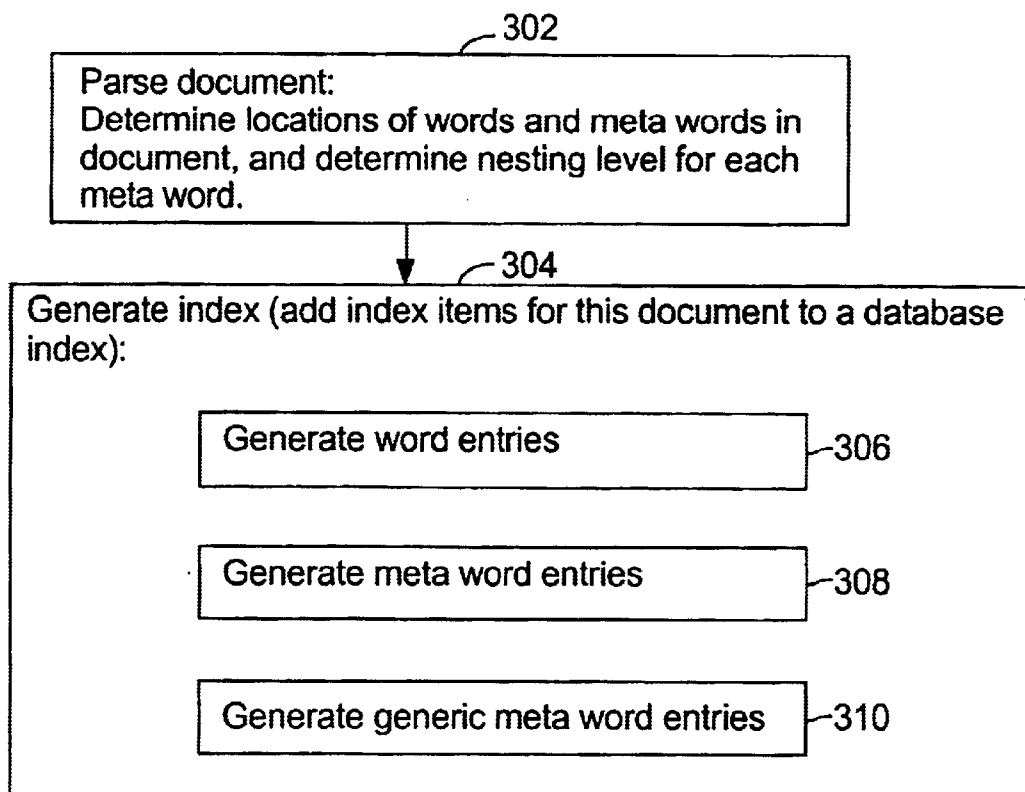 302
Parse document:
Determine locations of words and meta words in
document, and determine nesting level for each
meta word.
304
Generate index (add index items for this document to a database
index):
Generate word entries
306
Generate meta word entries
308
Generate generic meta word entries
310